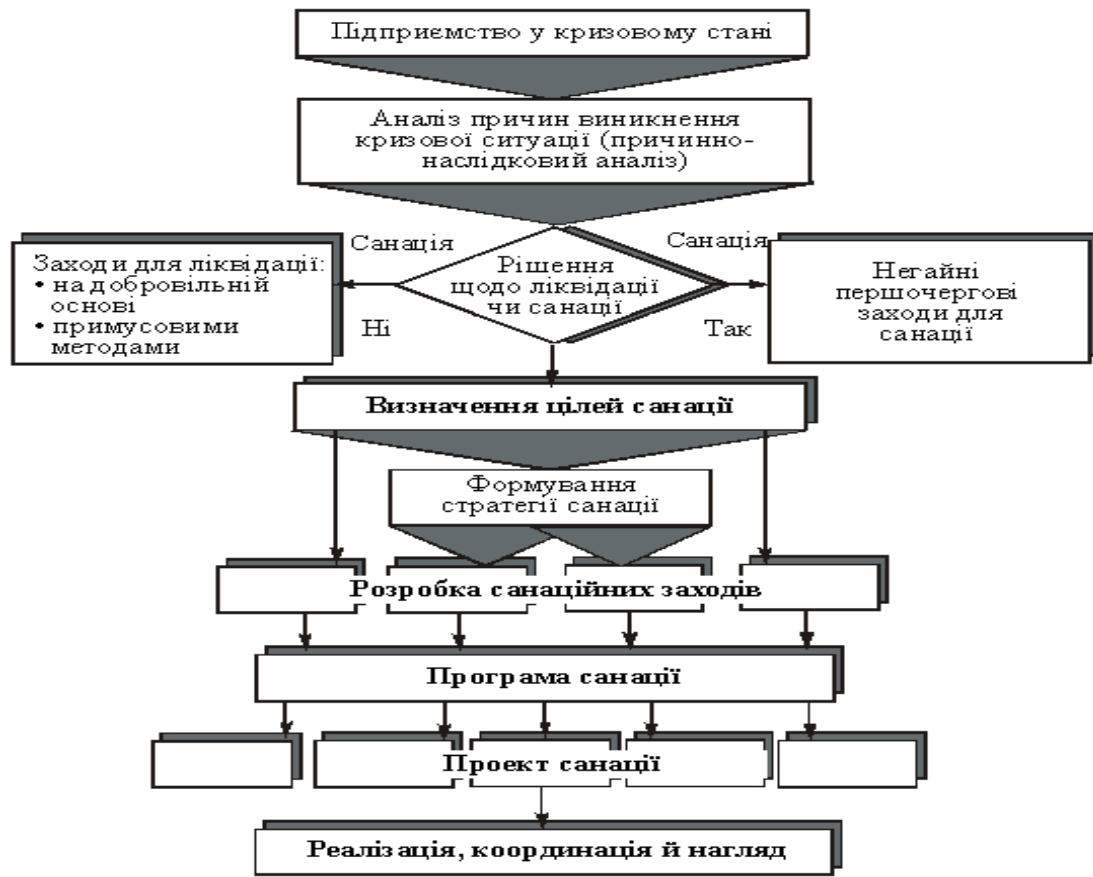 Підприємство у кризовому стані
Аналіз причин виникнення
кризової ситуації (причинно-
наслідковий аналіз)
Санація
Санація
Заходи для ліквідації:
• на добровільній
основі
• примусовими
методами
Рішення
щодо ліквідації
чи санації
Негайні
першочергові
заходи для
санації
Ні
Так
Визначення цілей санації
Формування
стратегії санації
Розробка санаційних заходів
Програма санації
Проект санації
Реалізація, координація й нагляд